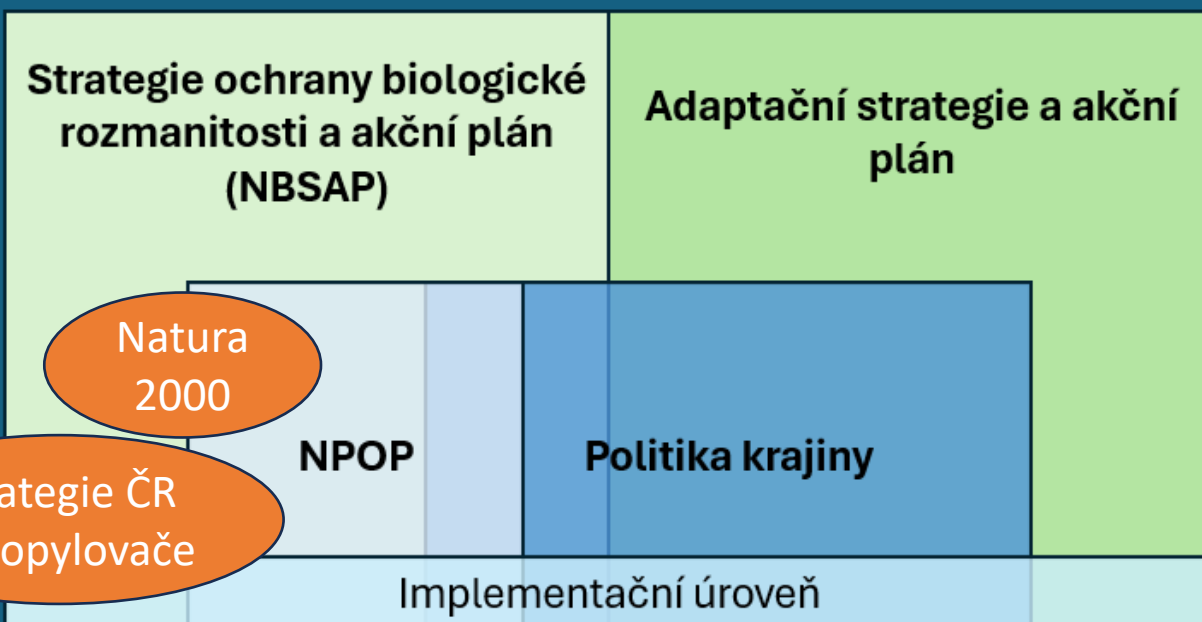 Strategie ochrany biologické
rozmanitosti a akční plán
(NBSAP)
Adaptační strategie a akční
plán
Natura
2000
NPOP
Politika krajiny
ategie ČR
opylovače
Implementační úroveň